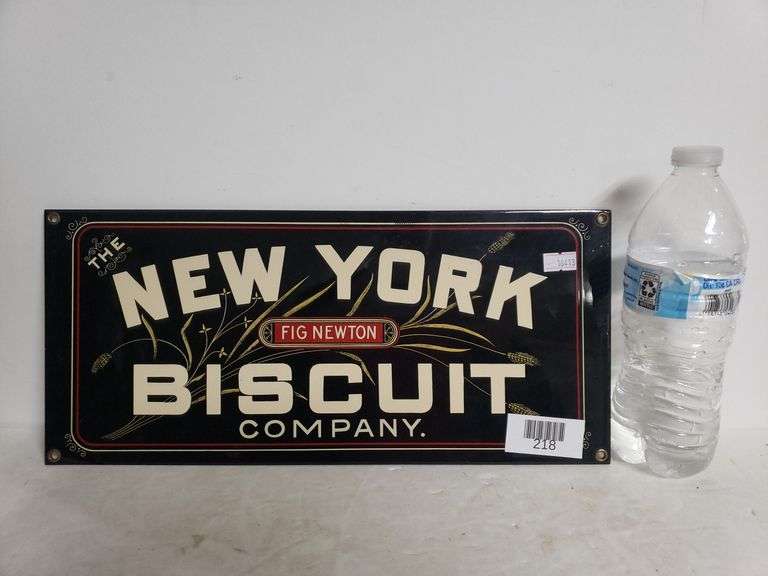 THE
NEW YORK
FIG NEWTON
BISCUIT
COMPANY.
218